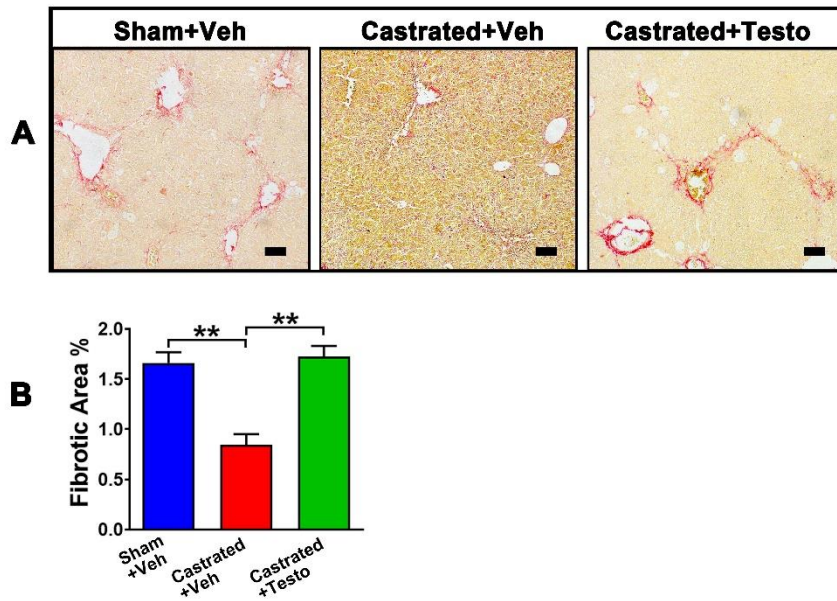 Sham+Veh Castrated+Veh Castrated+Testo
A
B
** **
Fibrotic Area %
2.0
1.5
1.0
0.5
0.0
Sham
+Veh
Castrated
+Veh
Castrated
+Testo